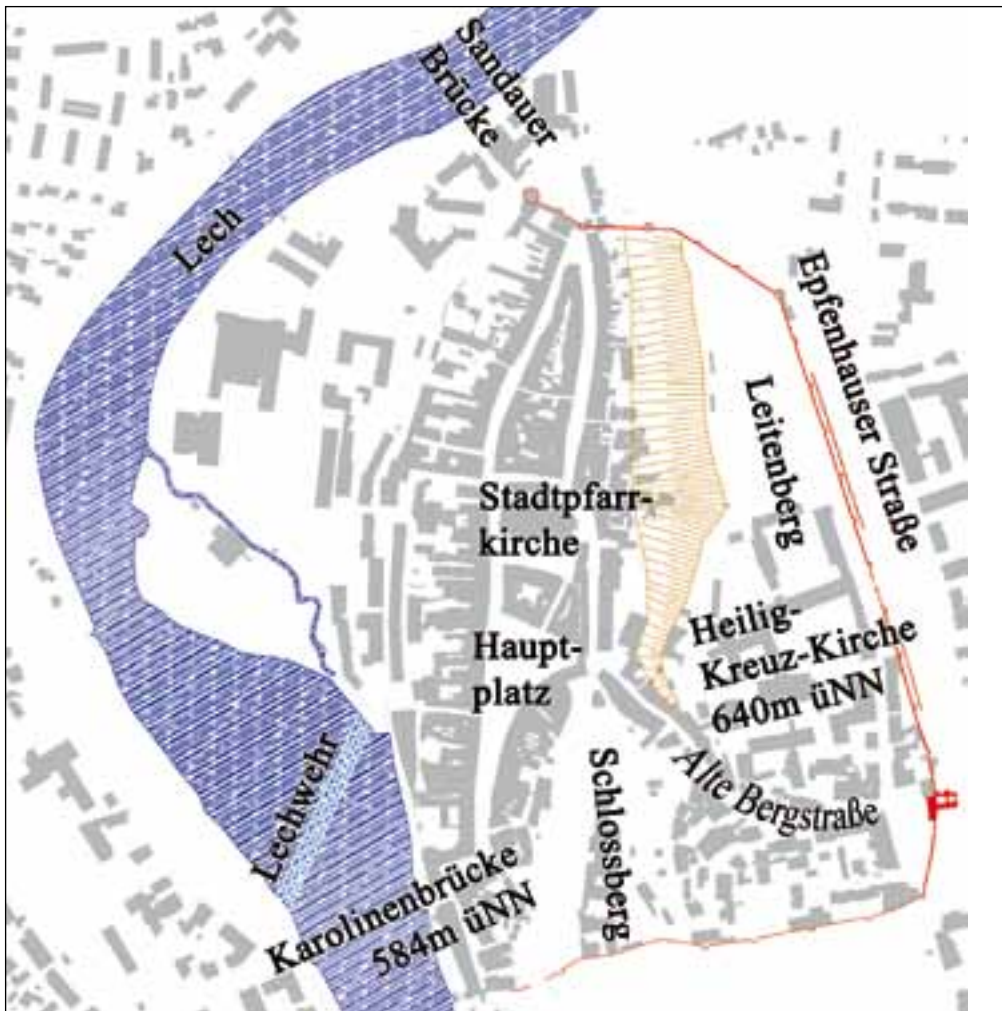 Sandauer
Brücke
Lech
Epfenhauser Straße
Leitenberg
Stadtpfarr-
kirche
Heilig-
Kreuz-Kirche
640m üNN
Haupt-
platz
Alte Bergstraße
Schlossberg
Lechwehr
Karolinenbrücke
584m üNN